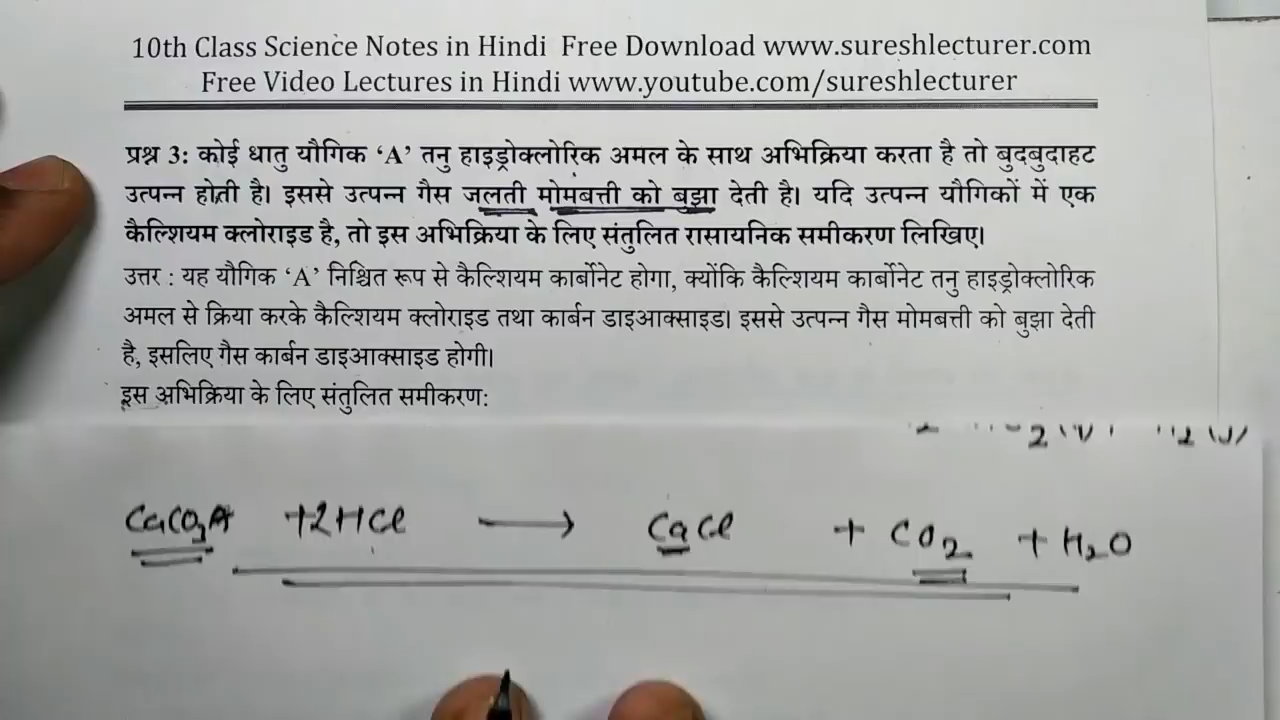 10th Class Science Notes in Hindi Free Download www.sureshlecturer.com
Free Video Lectures in Hindi www.youtube.com/sureshlecturer
प्रश्न 3: कोई धातु यौगिक ‘A’ तनु हाइड्रोक्लोरिक अमल के साथ अभिक्रिया करता है तो बुदबुदाहट
उत्पन्न होती है। इससे उत्पन्न गैस जलती मोमबत्ती को बुझा देती है। यदि उत्पन्न यौगिकों में एक
कैल्शियम क्लोराइड है, तो इस अभिक्रिया के लिए संतुलित रासायनिक समीकरण लिखिए।
उत्तर : यह यौगिक ‘A’ निश्चित रूप से कैल्शियम कार्बोनेट होगा, क्योंकि कैल्शियम कार्बोनेट तनु हाइड्रोक्लोरिक
अमल से क्रिया करके कैल्शियम क्लोराइड तथा कार्बन डाइआक्साइड। इससे उत्पन्न गैस मोमबत्ती को बुझा देती
है, इसलिए गैस कार्बन डाइआक्साइड होगी।
इस अभिक्रिया के लिए संतुलित समीकरण:
CaCO3A +2HCl ⟶ CaCl + CO2 + H2O